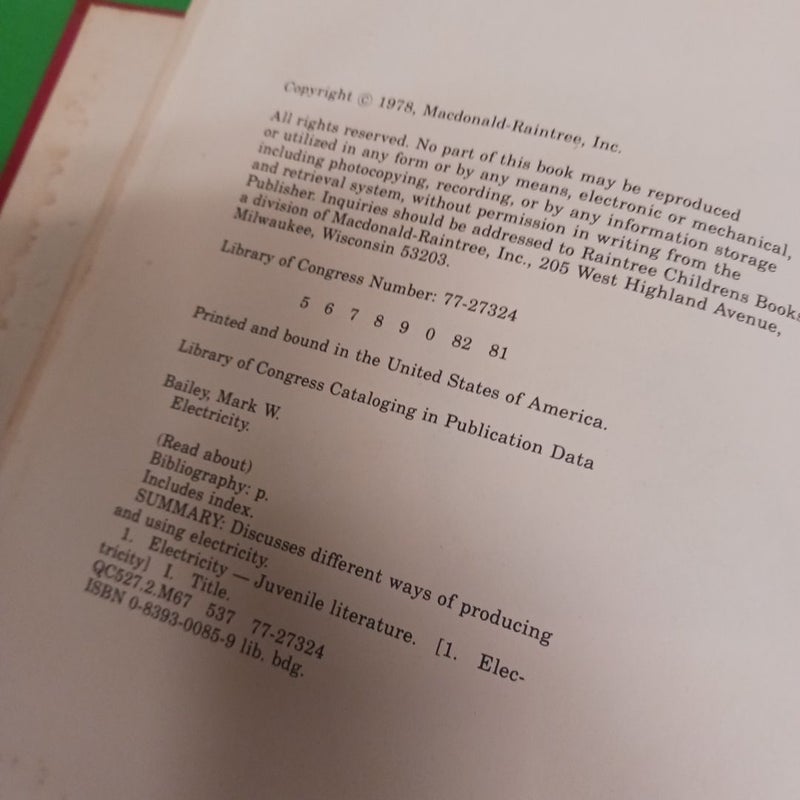 Copyright © 1978, Macdonald-Raintree, Inc.
All rights reserved. No part of this book may be reproduced
or utilized in any form or by any means, electronic or mechanical,
including photocopying, recording, or by any information storage
and retrieval system, without permission in writing from the
Publisher. Inquiries should be addressed to Raintree Childrens Books
a division of Macdonald-Raintree, Inc., 205 West Highland Avenue,
Milwaukee, Wisconsin 53203.
Library of Congress Number: 77-27324
5 6 7 8 9 0 82 81
Printed and bound in the United States of America.
Library of Congress Cataloging in Publication Data
Bailey, Mark W.
Electricity.
(Read about)
Bibliography: p.
Includes index.
SUMMARY: Discusses different ways of producing
and using electricity.
1. Electricity — Juvenile literature. [1. Elec-
tricity] I. Title.
QC527.2.M67 537 77-27324
ISBN 0-8393-0085-9 lib. bdg.